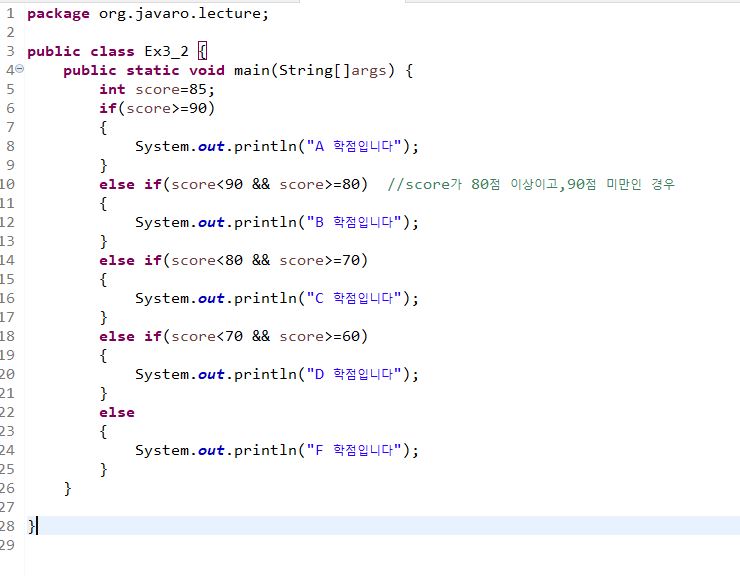 1 package org.javaro.lecture;
2
3 public class Ex3_2 {
4 public static void main(String[]args) {
5 int score=85;
6 if(score>=90)
7 {
8 System.out.println("A 학점입니다");
9 }
10 else if(score<90 && score>=80) //score가 80점 이상이고,90점 미만인 경우
11 {
12 System.out.println("B 학점입니다");
13 }
14 else if(score<80 && score>=70)
15 {
16 System.out.println("C 학점입니다");
17 }
18 else if(score<70 && score>=60)
19 {
20 System.out.println("D 학점입니다");
21 }
22 else
23 {
24 System.out.println("F 학점입니다");
25 }
26 }
27
28 }
29